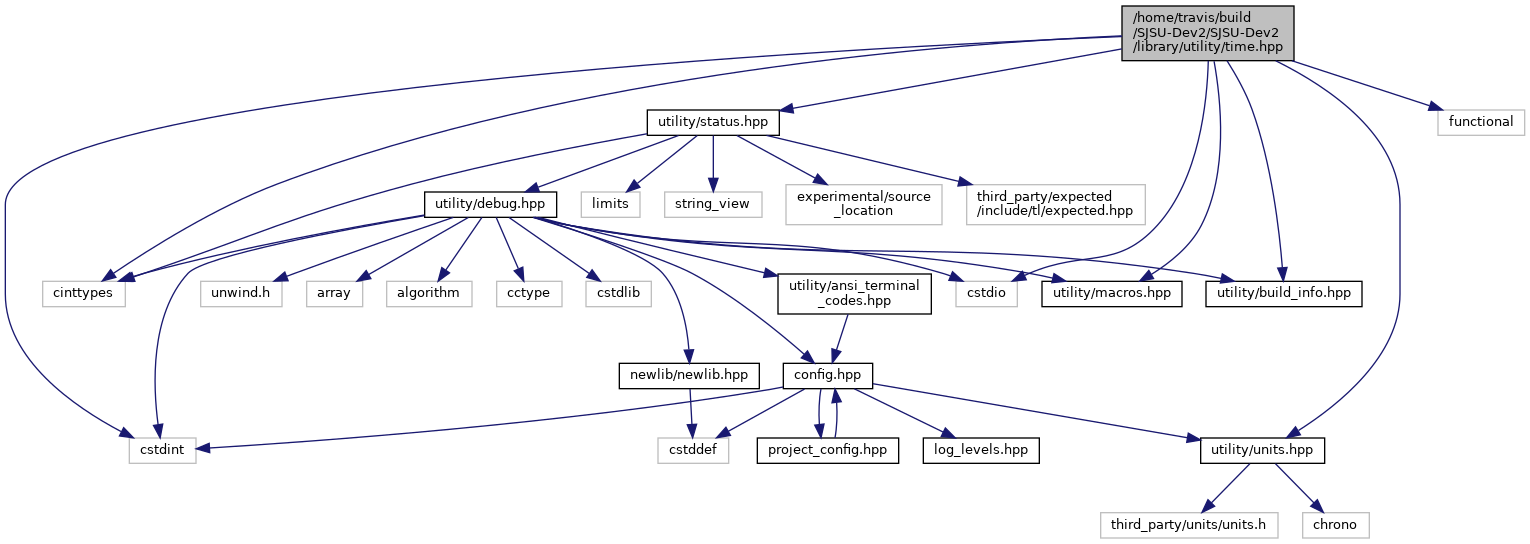 /home/travis/build
/SJSU-Dev2/SJSU-Dev2
/library/utility/time.hpp
utility/status.hpp
functional
utility/debug.hpp
limits
string_view
experimental/source
_location
third_party/expected
/include/tl/expected.hpp
cinttypes
unwind.h
array
algorithm
cctype
cstdlib
utility/ansi_terminal
_codes.hpp
cstdio
utility/macros.hpp
utility/build_info.hpp
newlib/newlib.hpp
config.hpp
cstdint
cstddef
project_config.hpp
log_levels.hpp
utility/units.hpp
third_party/units/units.h
chrono